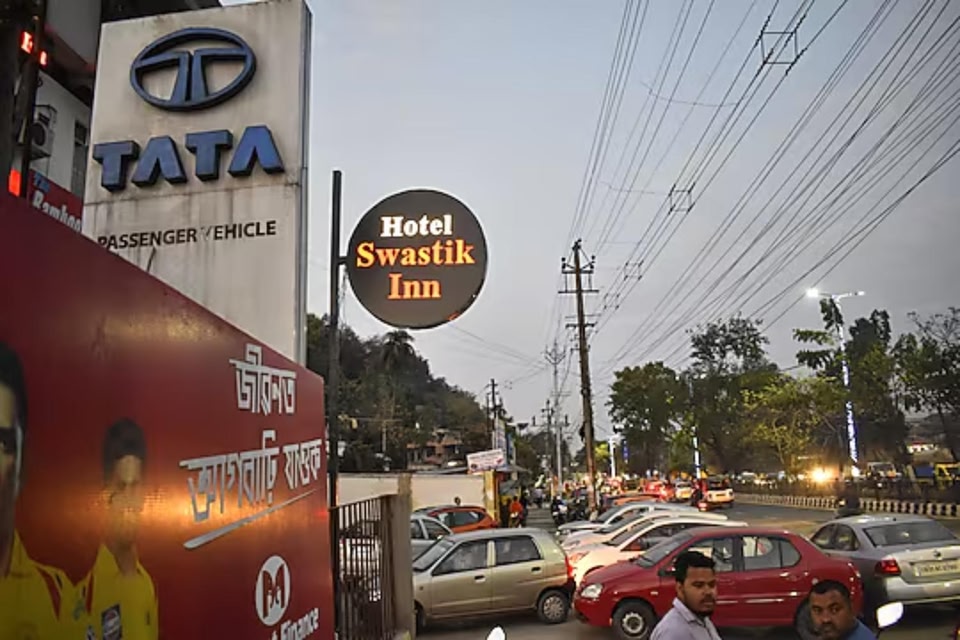 TATA
PASSENGER VEHICLE
Hotel
Swastik
Inn
জীৱনত
আগবাঢ়ি যাওক
Finance